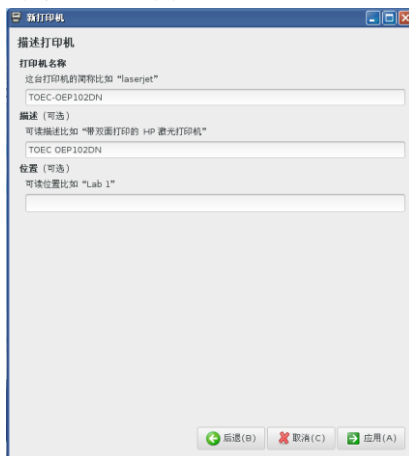 新打印机
描述打印机
打印机名称
这台打印机的简称比如 “laserjet”
TOEC-OEP102DN
描述 (可选)
可读描述比如 “带双面打印的 HP 激光打印机”
TOEC OEP102DN
位置 (可选)
可读位置比如 “Lab 1”
后退(B) 取消(C) 应用(A)